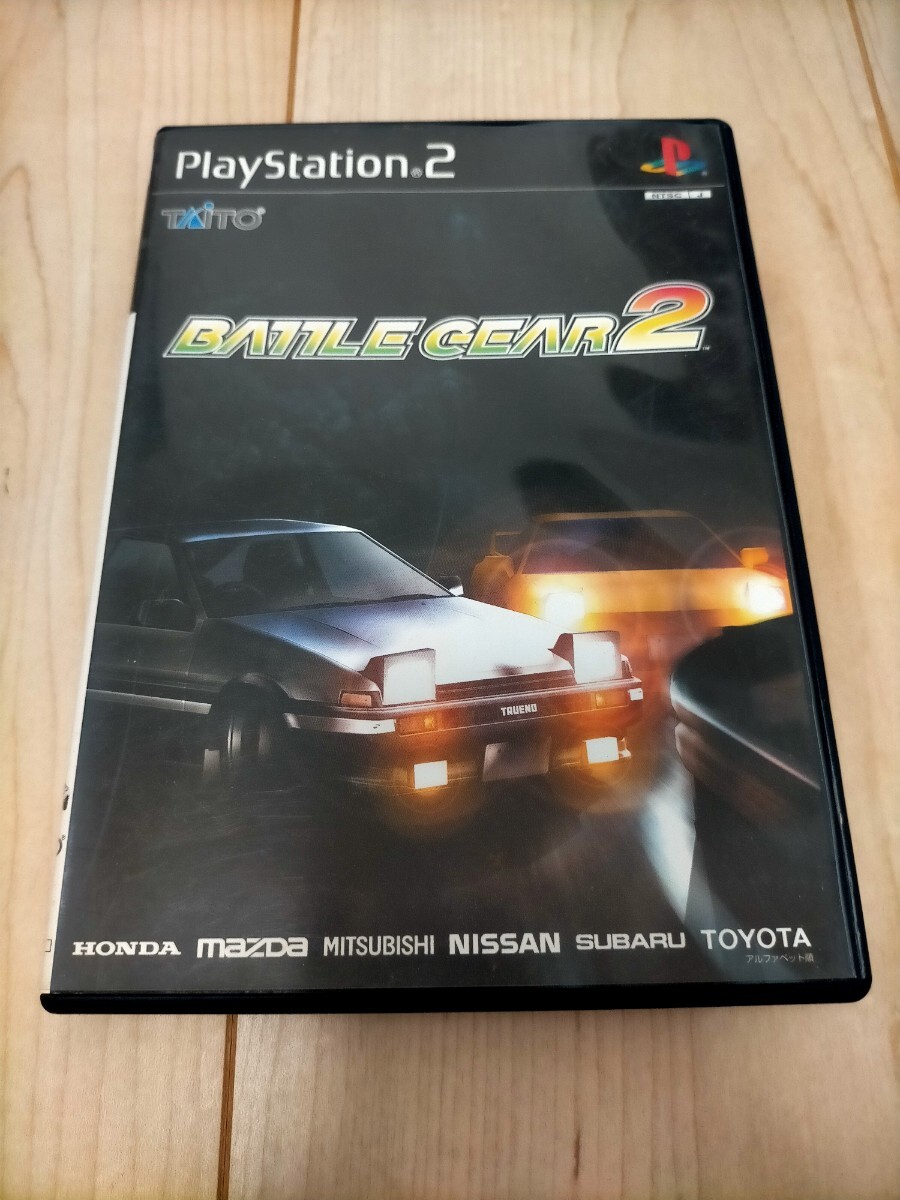 PlayStation®2
NTSC J
TAITO®
BATTLE GEAR 2™
TRUENO
HONDA mazda MITSUBISHI NISSAN SUBARU TOYOTA
アルファベット順